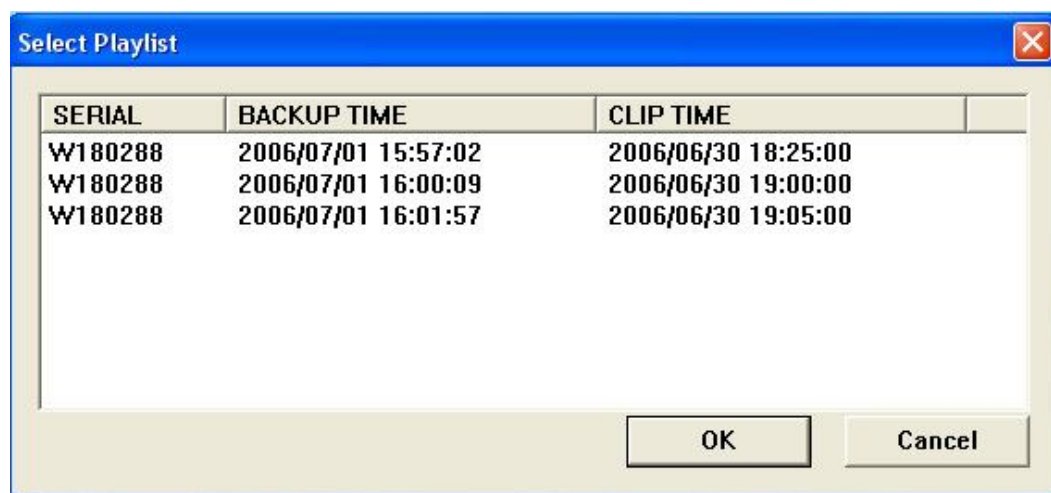 Select Playlist
SERIAL BACKUP TIME CLIP TIME
W180288 2006/07/01 15:57:02 2006/06/30 18:25:00
W180288 2006/07/01 16:00:09 2006/06/30 19:00:00
W180288 2006/07/01 16:01:57 2006/06/30 19:05:00
OK Cancel